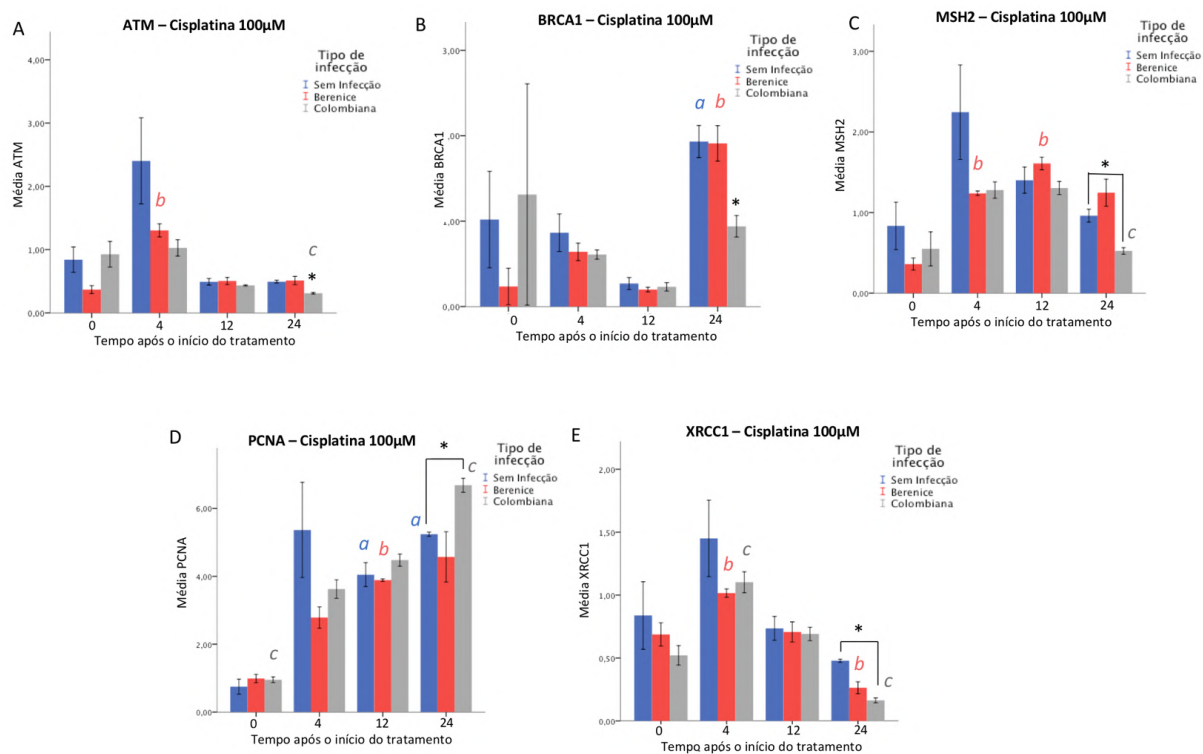 A
ATM – Cisplatina 100µM
Tipo de
infecção
Sem Infecção
Berenice
Colombiana
4,00
3,00
2,00
1,00
0,00
Média ATM
b
c
*
0 4 12 24
Tempo após o início do tratamento
B
BRCA1 – Cisplatina 100µM
Tipo de
infecção
Sem Infecção
Berenice
Colombiana
3,00
,00
,00
0,00
Média BRCA1
a b
*
0 4 12 24
Tempo após o início do tratamento
C
MSH2 – Cisplatina 100µM
Tipo de
infecção
Sem Infecção
Berenice
Colombiana
3,00
2,00
1,00
0,00
Média MSH2
b
b
*
c
0 4 12 24
Tempo após o início do tratamento
D
PCNA – Cisplatina 100µM
Tipo de
infecção
Sem Infecção
Berenice
Colombiana
6,00
4,00
2,00
0,00
Média PCNA
c
a b
a
*
c
0 4 12 24
Tempo após o início do tratamento
E
XRCC1 – Cisplatina 100µM
Tipo de
infecção
Sem Infecção
Berenice
Colombiana
2,00
1,50
1,00
0,50
0,00
Média XRCC1
b c
*
b
c
0 4 12 24
Tempo após o início do tratamento